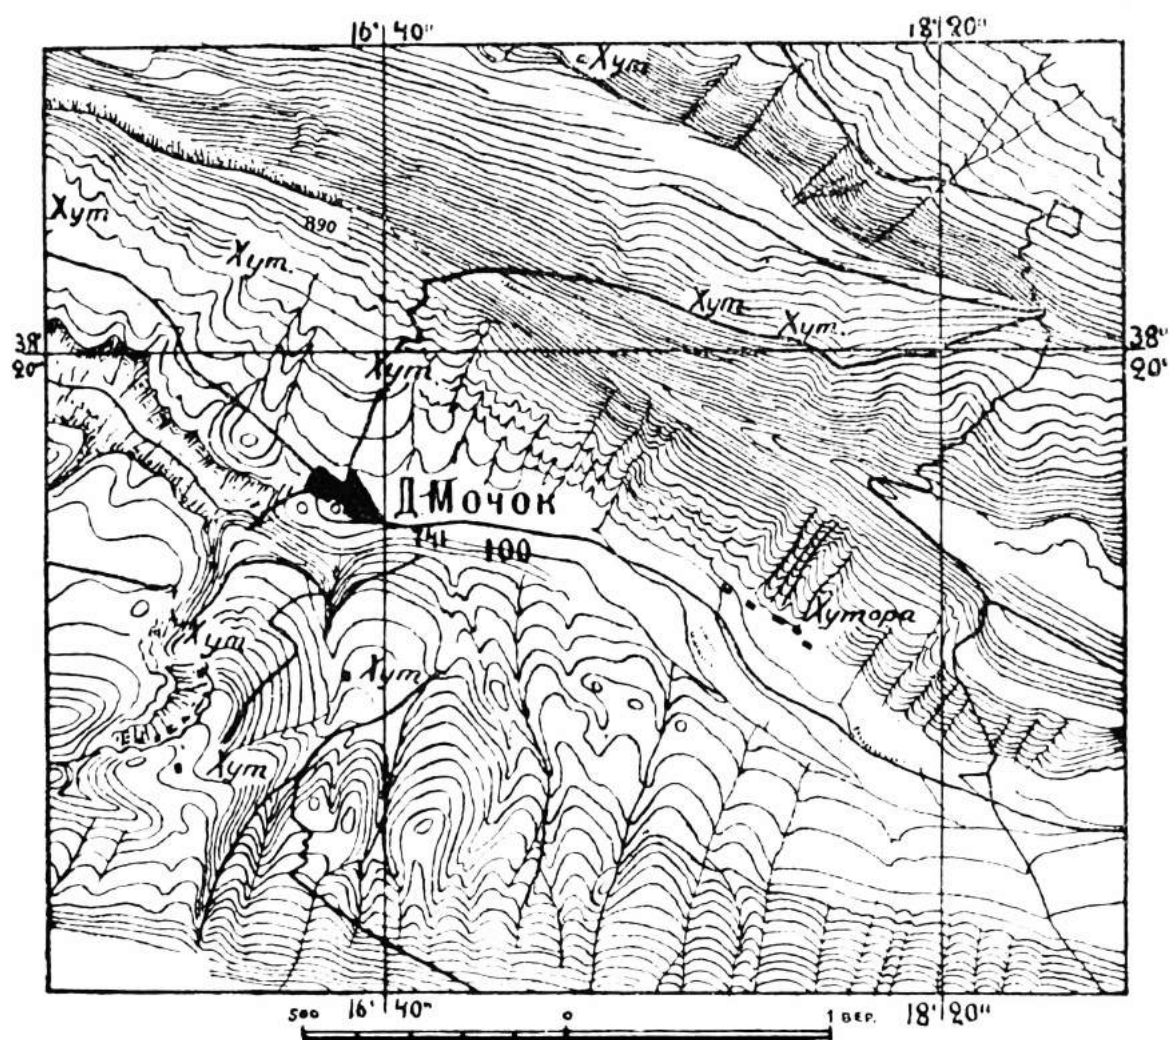 16' 40" 18' 20"
с Хут
Хут
890
Хут.
Хут
Хут.
38' 38"
20" 20'
Хут
Д. Мочок
141 100
Хутора
Хут
Хут
Хут
500 16' 40" 0 1 ВЕР. 18' 20"